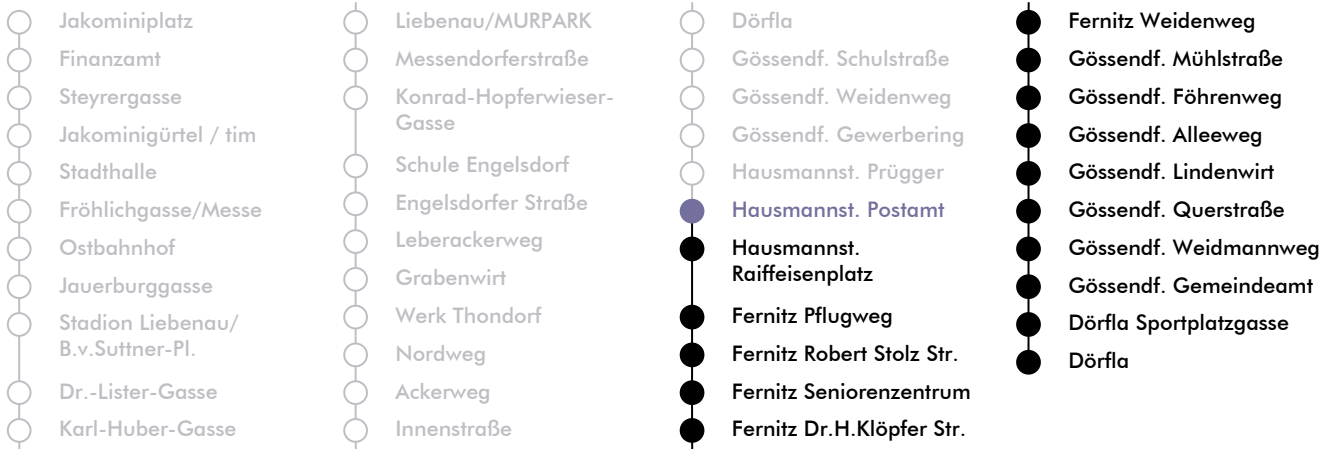 Jakominiplatz
Finanzamt
Steyrergasse
Jakominigürtel / tim
Stadthalle
Fröhlichgasse/Messe
Ostbahnhof
Jauerburggasse
Stadion Liebenau/
B.v.Suttner-Pl.
Dr.-Lister-Gasse
Karl-Huber-Gasse
Liebenau/MURPARK
Messendorferstraße
Konrad-Hopferwieser-
Gasse
Schule Engelsdorf
Engelsdorfer Straße
Leberackerweg
Grabenwirt
Werk Thondorf
Nordweg
Ackerweg
Innenstraße
Dörfla
Gössendf. Schulstraße
Gössendf. Weidenweg
Gössendf. Gewerbering
Hausmannst. Prügger
Hausmannst. Postamt
Hausmannst.
Raiffeisenplatz
Fernitz Pflugweg
Fernitz Robert Stolz Str.
Fernitz Seniorenzentrum
Fernitz Dr.H.Klöpfer Str.
Fernitz Weidenweg
Gössendf. Mühlstraße
Gössendf. Föhrenweg
Gössendf. Alleeweg
Gössendf. Lindenwirt
Gössendf. Querstraße
Gössendf. Weidmannweg
Gössendf. Gemeindeamt
Dörfla Sportplatzgasse
Dörfla